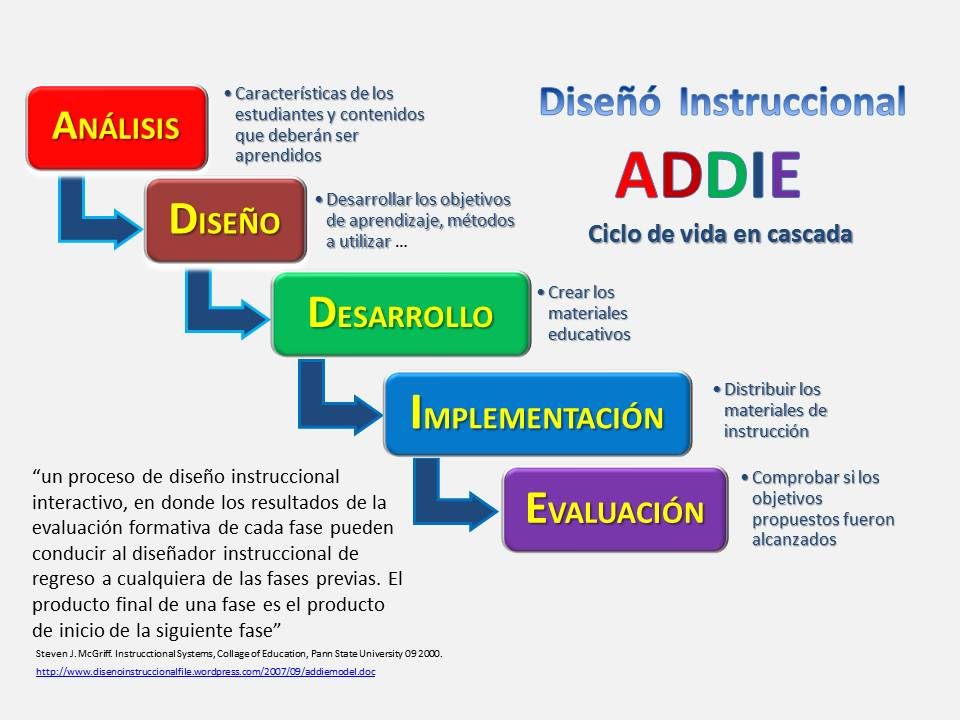 Diseñó Instruccional
ADDIE
Ciclo de vida en cascada
ANÁLISIS
• Características de los
estudiantes y contenidos
que deberán ser
aprendidos
DISEÑO
• Desarrollar los objetivos
de aprendizaje, métodos
a utilizar ...
DESARROLLO
• Crear los
materiales
educativos
IMPLEMENTACIÓN
• Distribuir los
materiales de
instrucción
EVALUACIÓN
• Comprobar si los
objetivos
propuestos fueron
alcanzados
“un proceso de diseño instruccional
interactivo, en donde los resultados de la
evaluación formativa de cada fase pueden
conducir al diseñador instruccional de
regreso a cualquiera de las fases previas. El
producto final de una fase es el producto
de inicio de la siguiente fase”
Steven J. McGriff. Instrucctional Systems, Collage of Education, Pann State University 09 2000.
http://www.disenoinstruccionalfile.wordpress.com/2007/09/addiemodel.doc